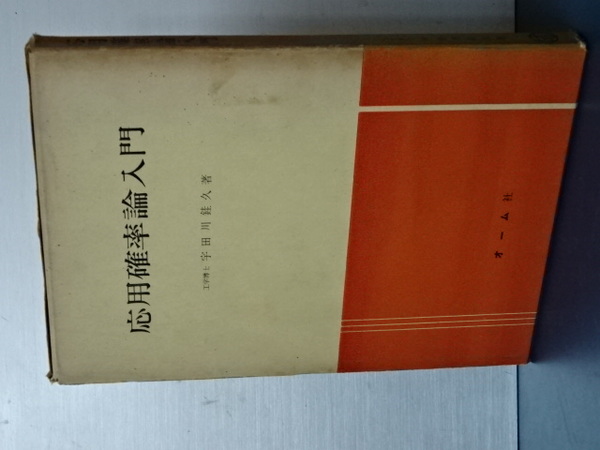 応用確率論入門
工学博士 宇田川銈久著
オーム社